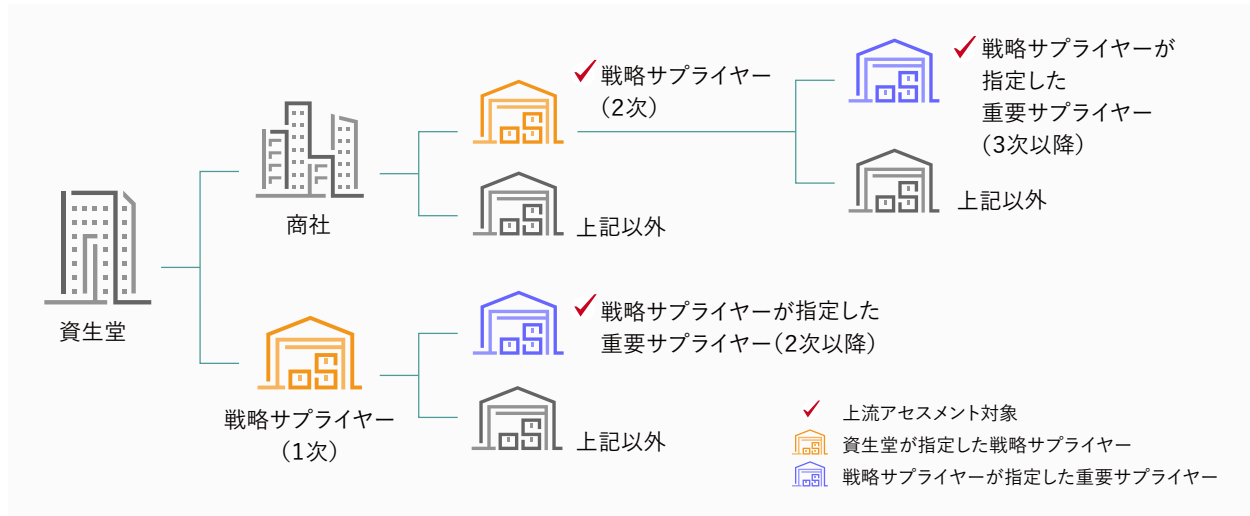 資生堂
商社
戦略サプライヤー
（1次）
戦略サプライヤー
（2次）
上記以外
戦略サプライヤーが
指定した
重要サプライヤー
（3次以降）
上記以外
戦略サプライヤーが指定した
重要サプライヤー（2次以降）
上記以外
上流アセスメント対象
資生堂が指定した戦略サプライヤー
戦略サプライヤーが指定した重要サプライヤー